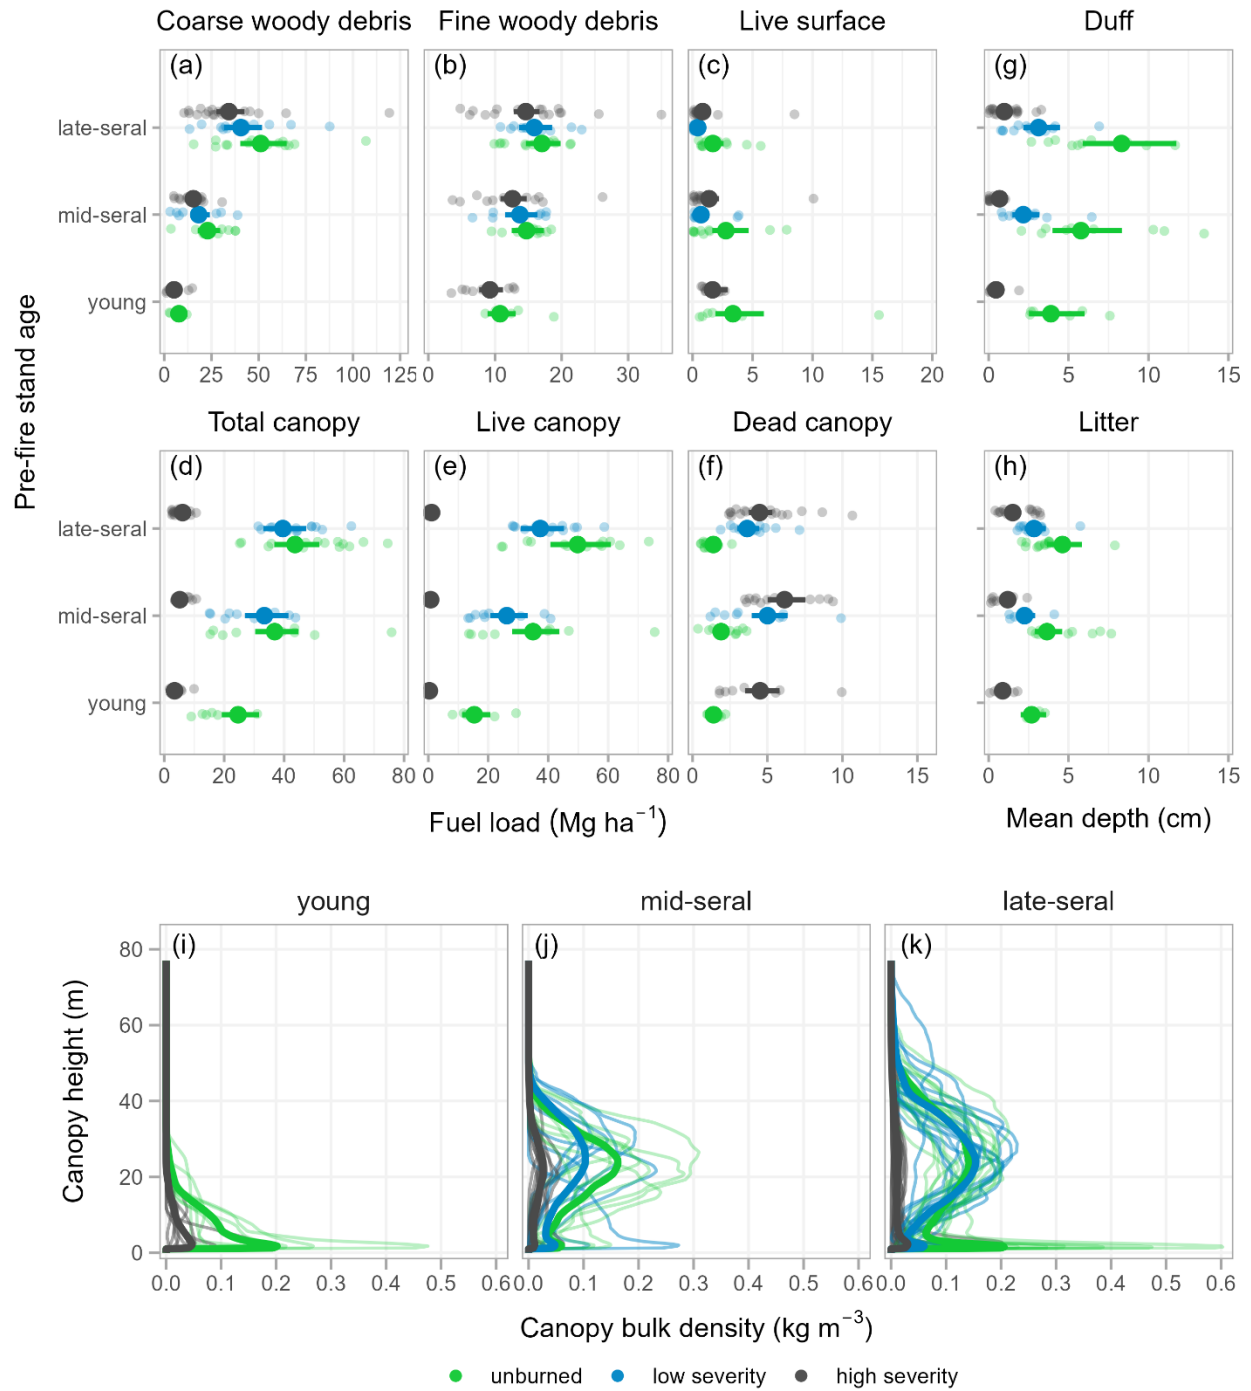 Coarse woody debris Fine woody debris Live surface Duff
(a) (b) (c) (g)
late-seral
mid-seral
young
0 25 50 75 100 125 0 10 20 30 0 5 10 15 20 0 5 10 15
Pre-fire stand age
Total canopy Live canopy Dead canopy Litter
(d) (e) (f) (h)
late-seral
mid-seral
young
0 20 40 60 80 0 20 40 60 80 0 5 10 15 0 5 10 15
Fuel load (Mg ha⁻¹) Mean depth (cm)
young mid-seral late-seral
(i) (j) (k)
80
60
40
20
0
Canopy height (m)
0.0 0.1 0.2 0.3 0.4 0.5 0.6 0.0 0.1 0.2 0.3 0.4 0.5 0.6 0.0 0.1 0.2 0.3 0.4 0.5 0.6
Canopy bulk density (kg m⁻³)
unburned low severity high severity